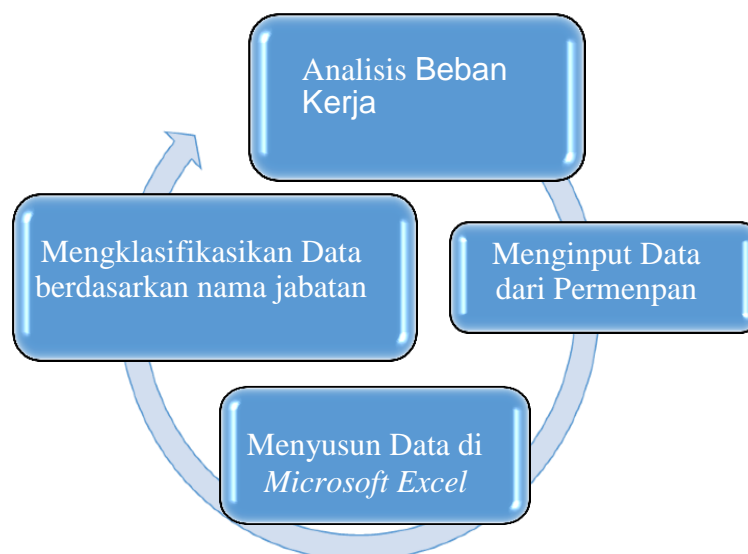 Analisis Beban
Kerja
Menginput Data
dari Permenpan
Menyusun Data di
Microsoft Excel
Mengklasifikasikan Data
berdasarkan nama jabatan